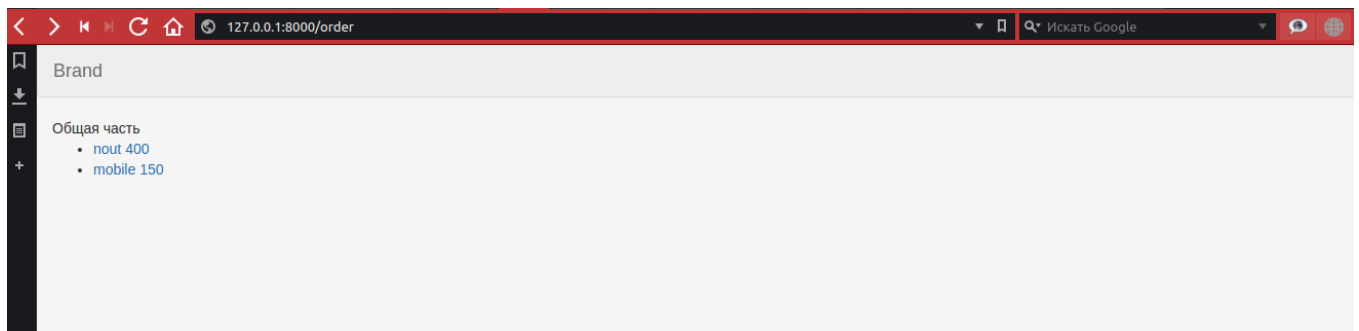 127.0.0.1:8000/order
Искать Google
Brand
Общая часть
nout 400
mobile 150